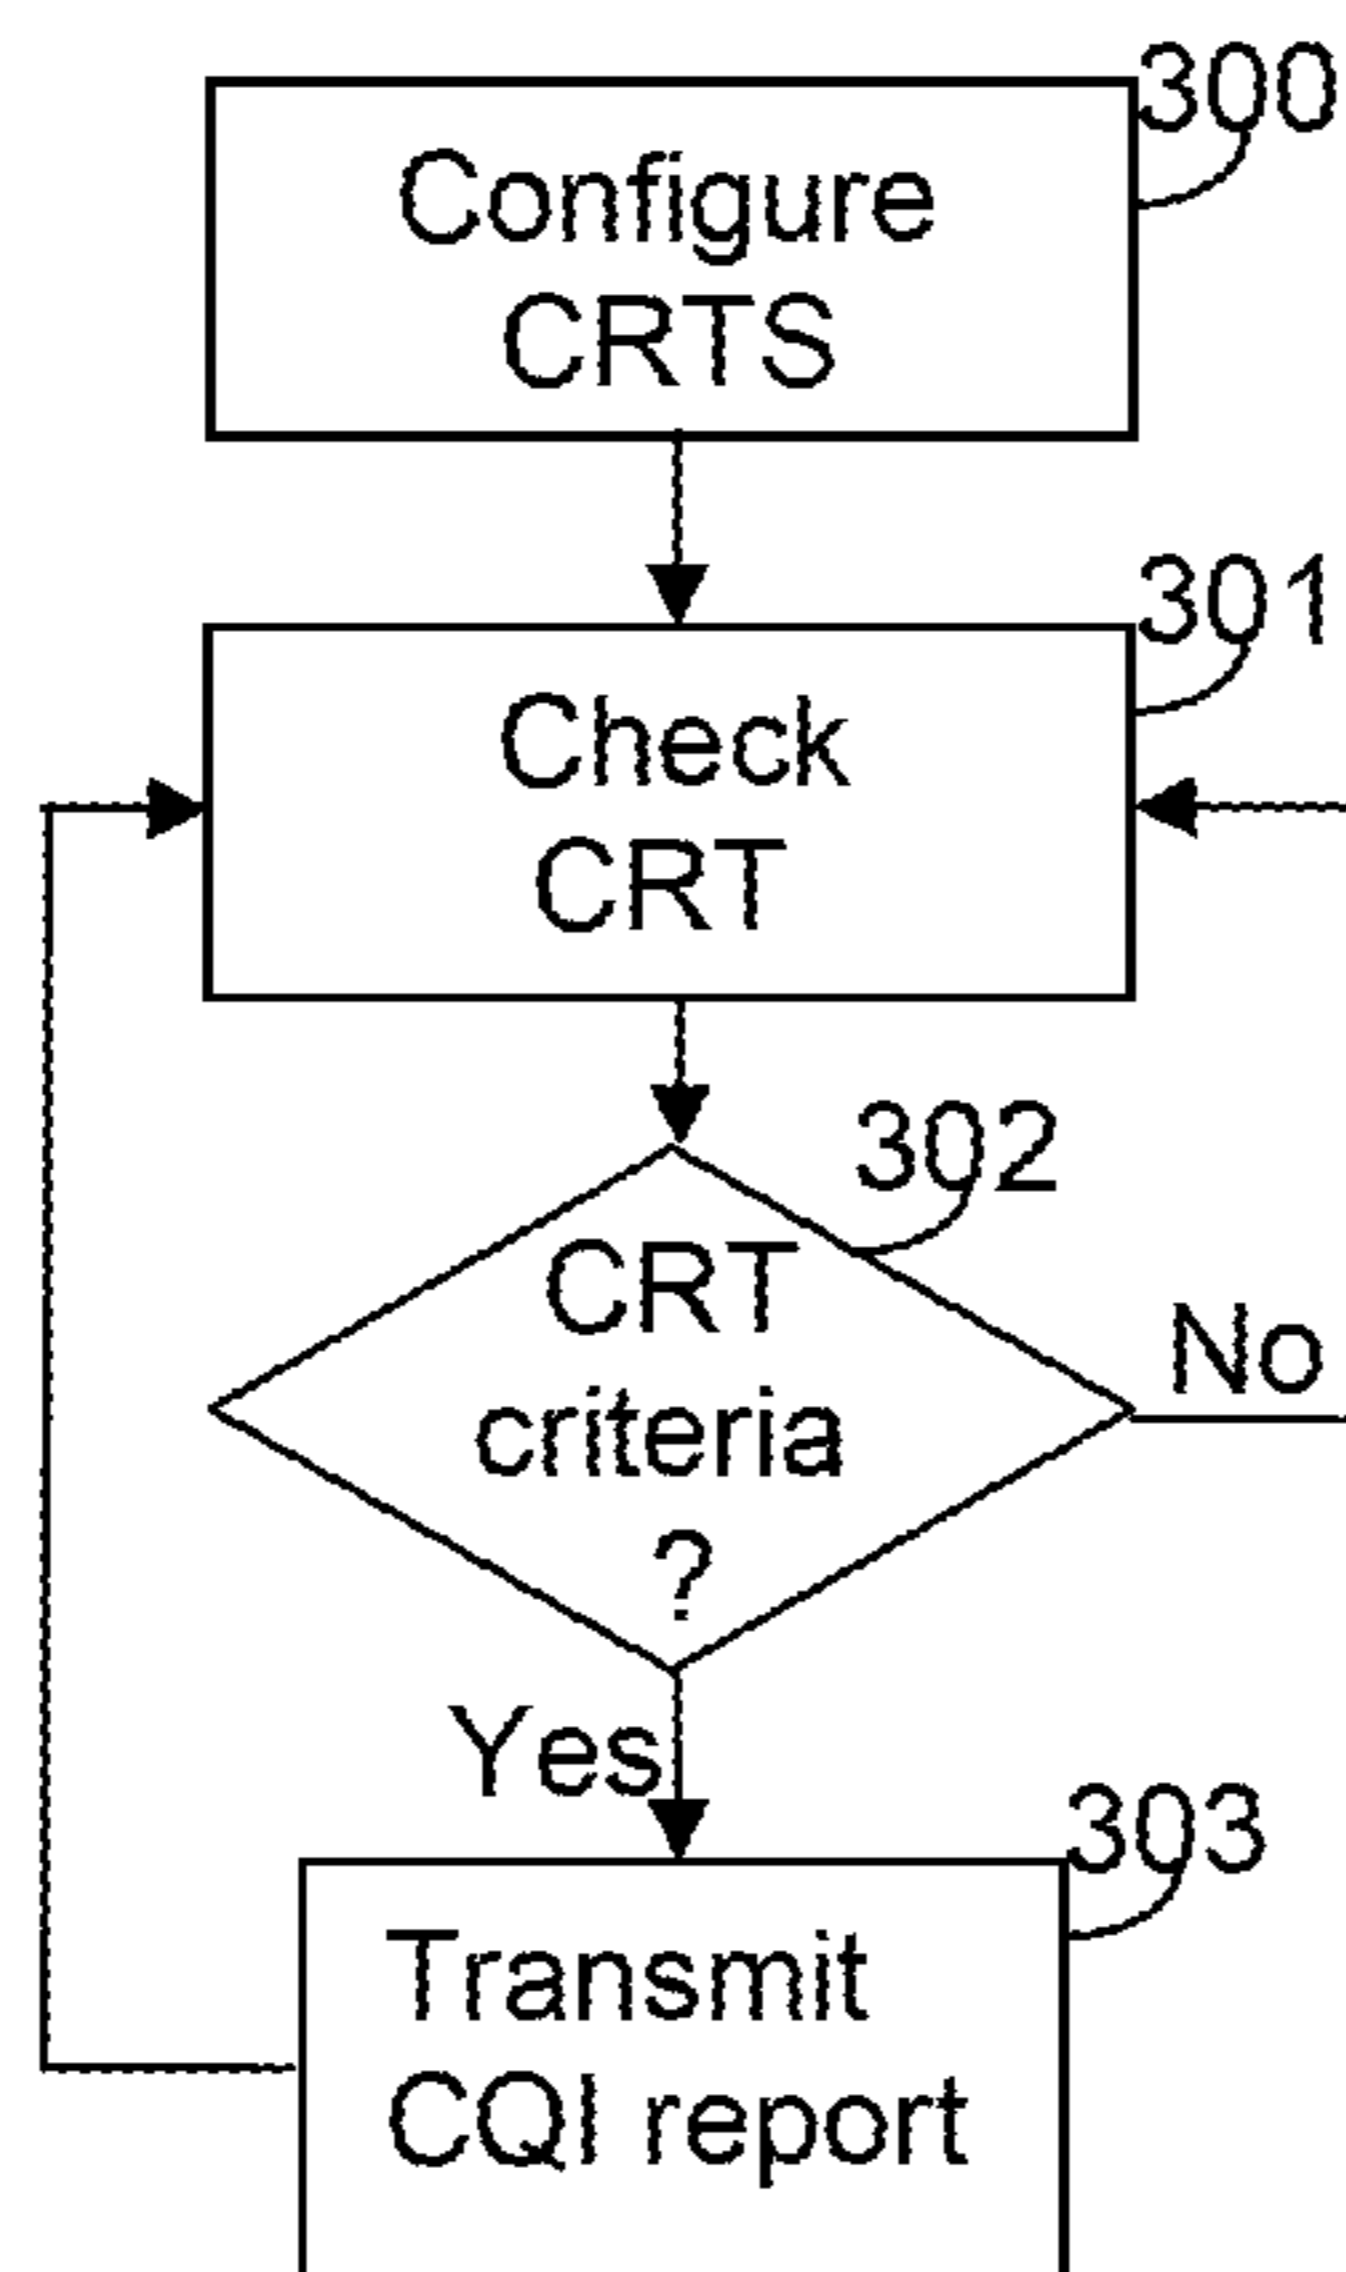 300
Configure
CRTS
301
Check
CRT
302
CRT
criteria
?
No
Yes
303
Transmit
CQI report